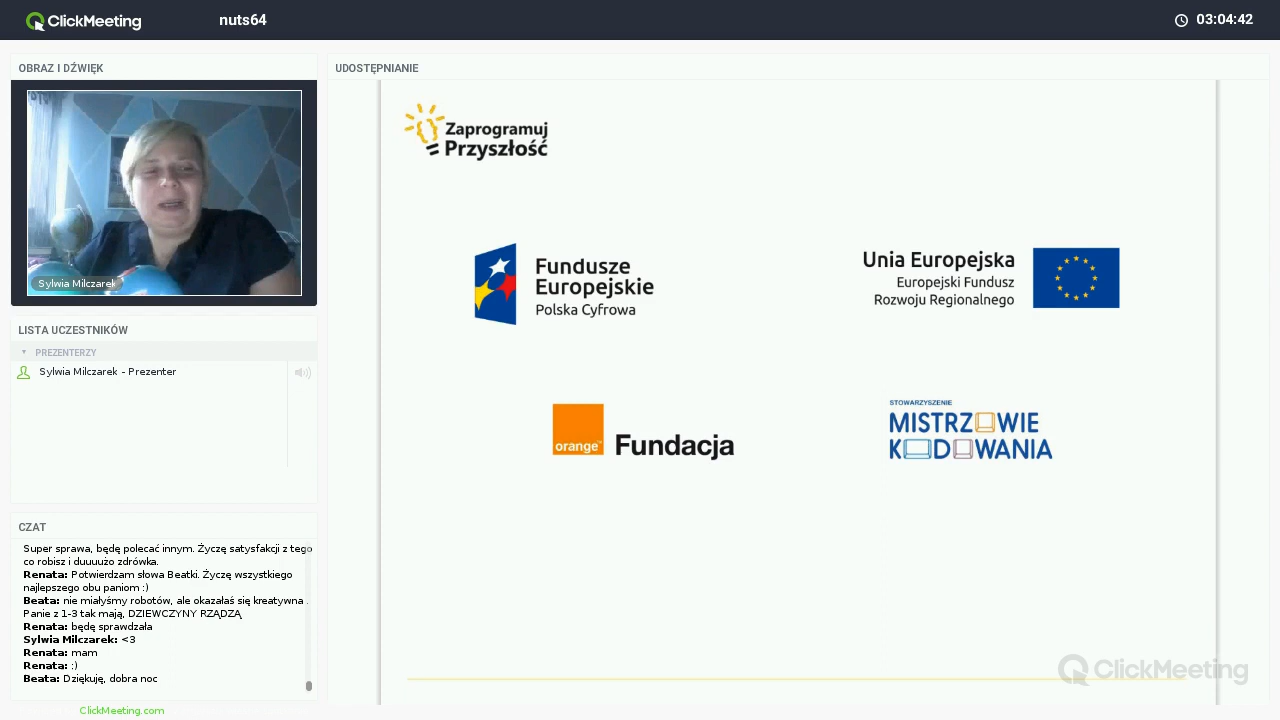 ClickMeeting
nuts64
03:04:42
OBRAZ I DŹWIĘK
Sylwia Milczarek
LISTA UCZESTNIKÓW
PREZENTERZY
Sylwia Milczarek - Prezenter
CZAT
Super sprawa, będę polecać innym. Życzę satysfakcji z tego
co robisz i duuuużo zdrówka.
Renata: Potwierdzam słowa Beatki. Życzę wszystkiego
najlepszego obu paniom :)
Beata: nie miałyśmy robotów, ale okazałaś się kreatywna .
Panie z 1-3 tak mają, DZIEWCZYNY RZĄDZĄ
Renata: będę sprawdzała
Sylwia Milczarek: <3
Renata: mam
Renata: :)
Beata: Dziękuję, dobra noc
ClickMeeting.com
UDOSTĘPNIANIE
Zaprogramuj
Przyszłość
Fundusze
Europejskie
Polska Cyfrowa
Unia Europejska
Europejski Fundusz
Rozwoju Regionalnego
orange™
Fundacja
STOWARZYSZENIE
MISTRZOWIE
KODOWANIA
ClickMeeting